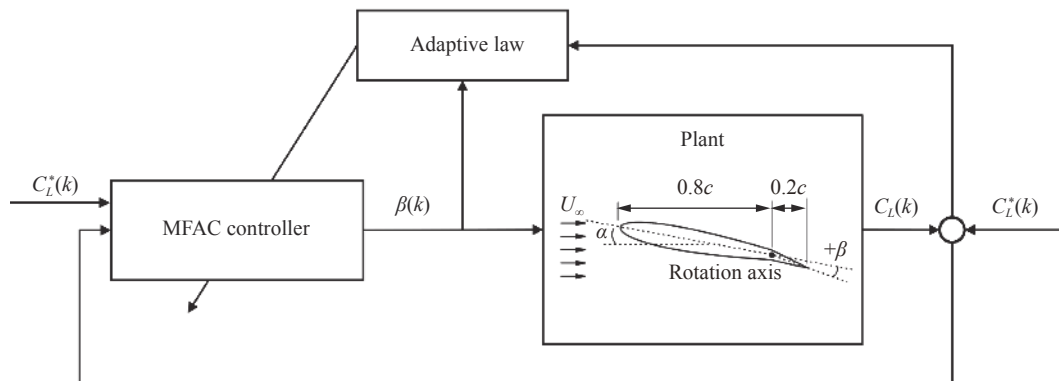 Adaptive law
Plant
C_L^*(k)
MFAC controller
β(k)
0.8c
0.2c
U_∞
α
+β
Rotation axis
C_L(k)
C_L^*(k)